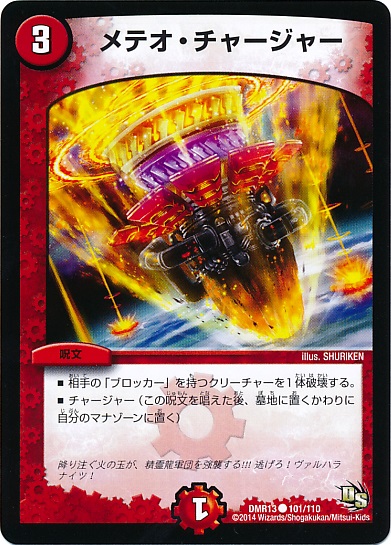 3
メテオ・チャージャー
呪文
illus. SHURIKEN
■ 相手の「ブロッカー」を持つクリーチャーを1体破壊する。
■ チャージャー（この呪文を唱えた後、墓地に置くかわりに
自分のマナゾーンに置く）
降り注ぐ火の玉が、精霊龍軍団を強襲する!!! 逃げろ！ヴァルハラ
ナイツ！
1
DMR13 ● 101/110
©2014 Wizards/Shogakukan/Mitsui-Kids
DS